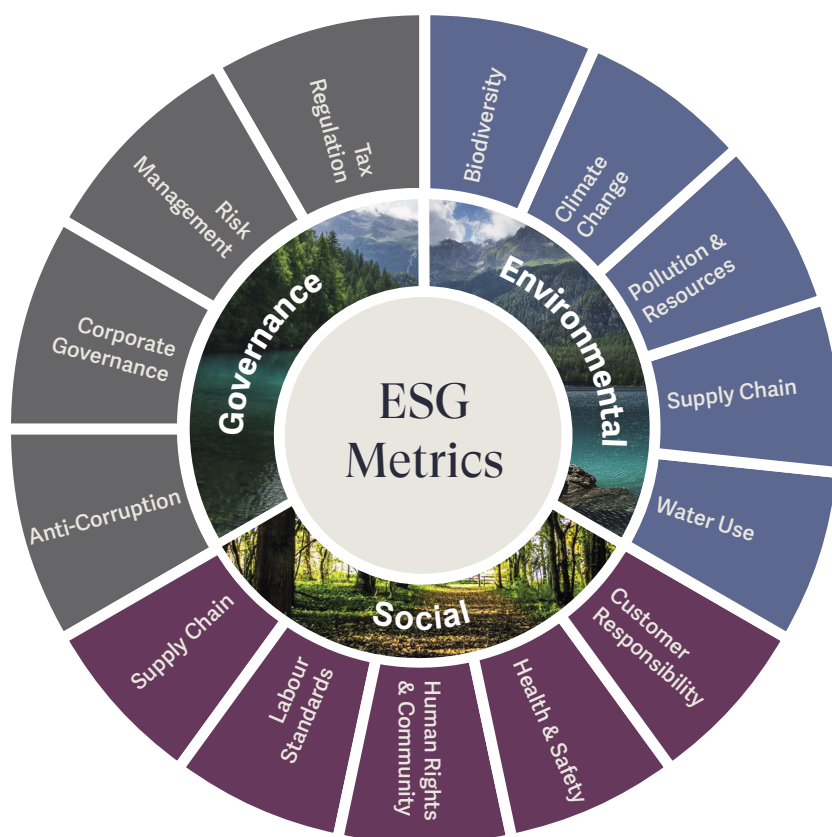 ESG
Metrics
Environmental
Biodiversity
Climate
Change
Pollution &
Resources
Supply Chain
Water Use
Social
Customer
Responsibility
Health & Safety
Human Rights
& Community
Labour
Standards
Supply Chain
Governance
Anti-Corruption
Corporate
Governance
Risk
Management
Tax
Regulation